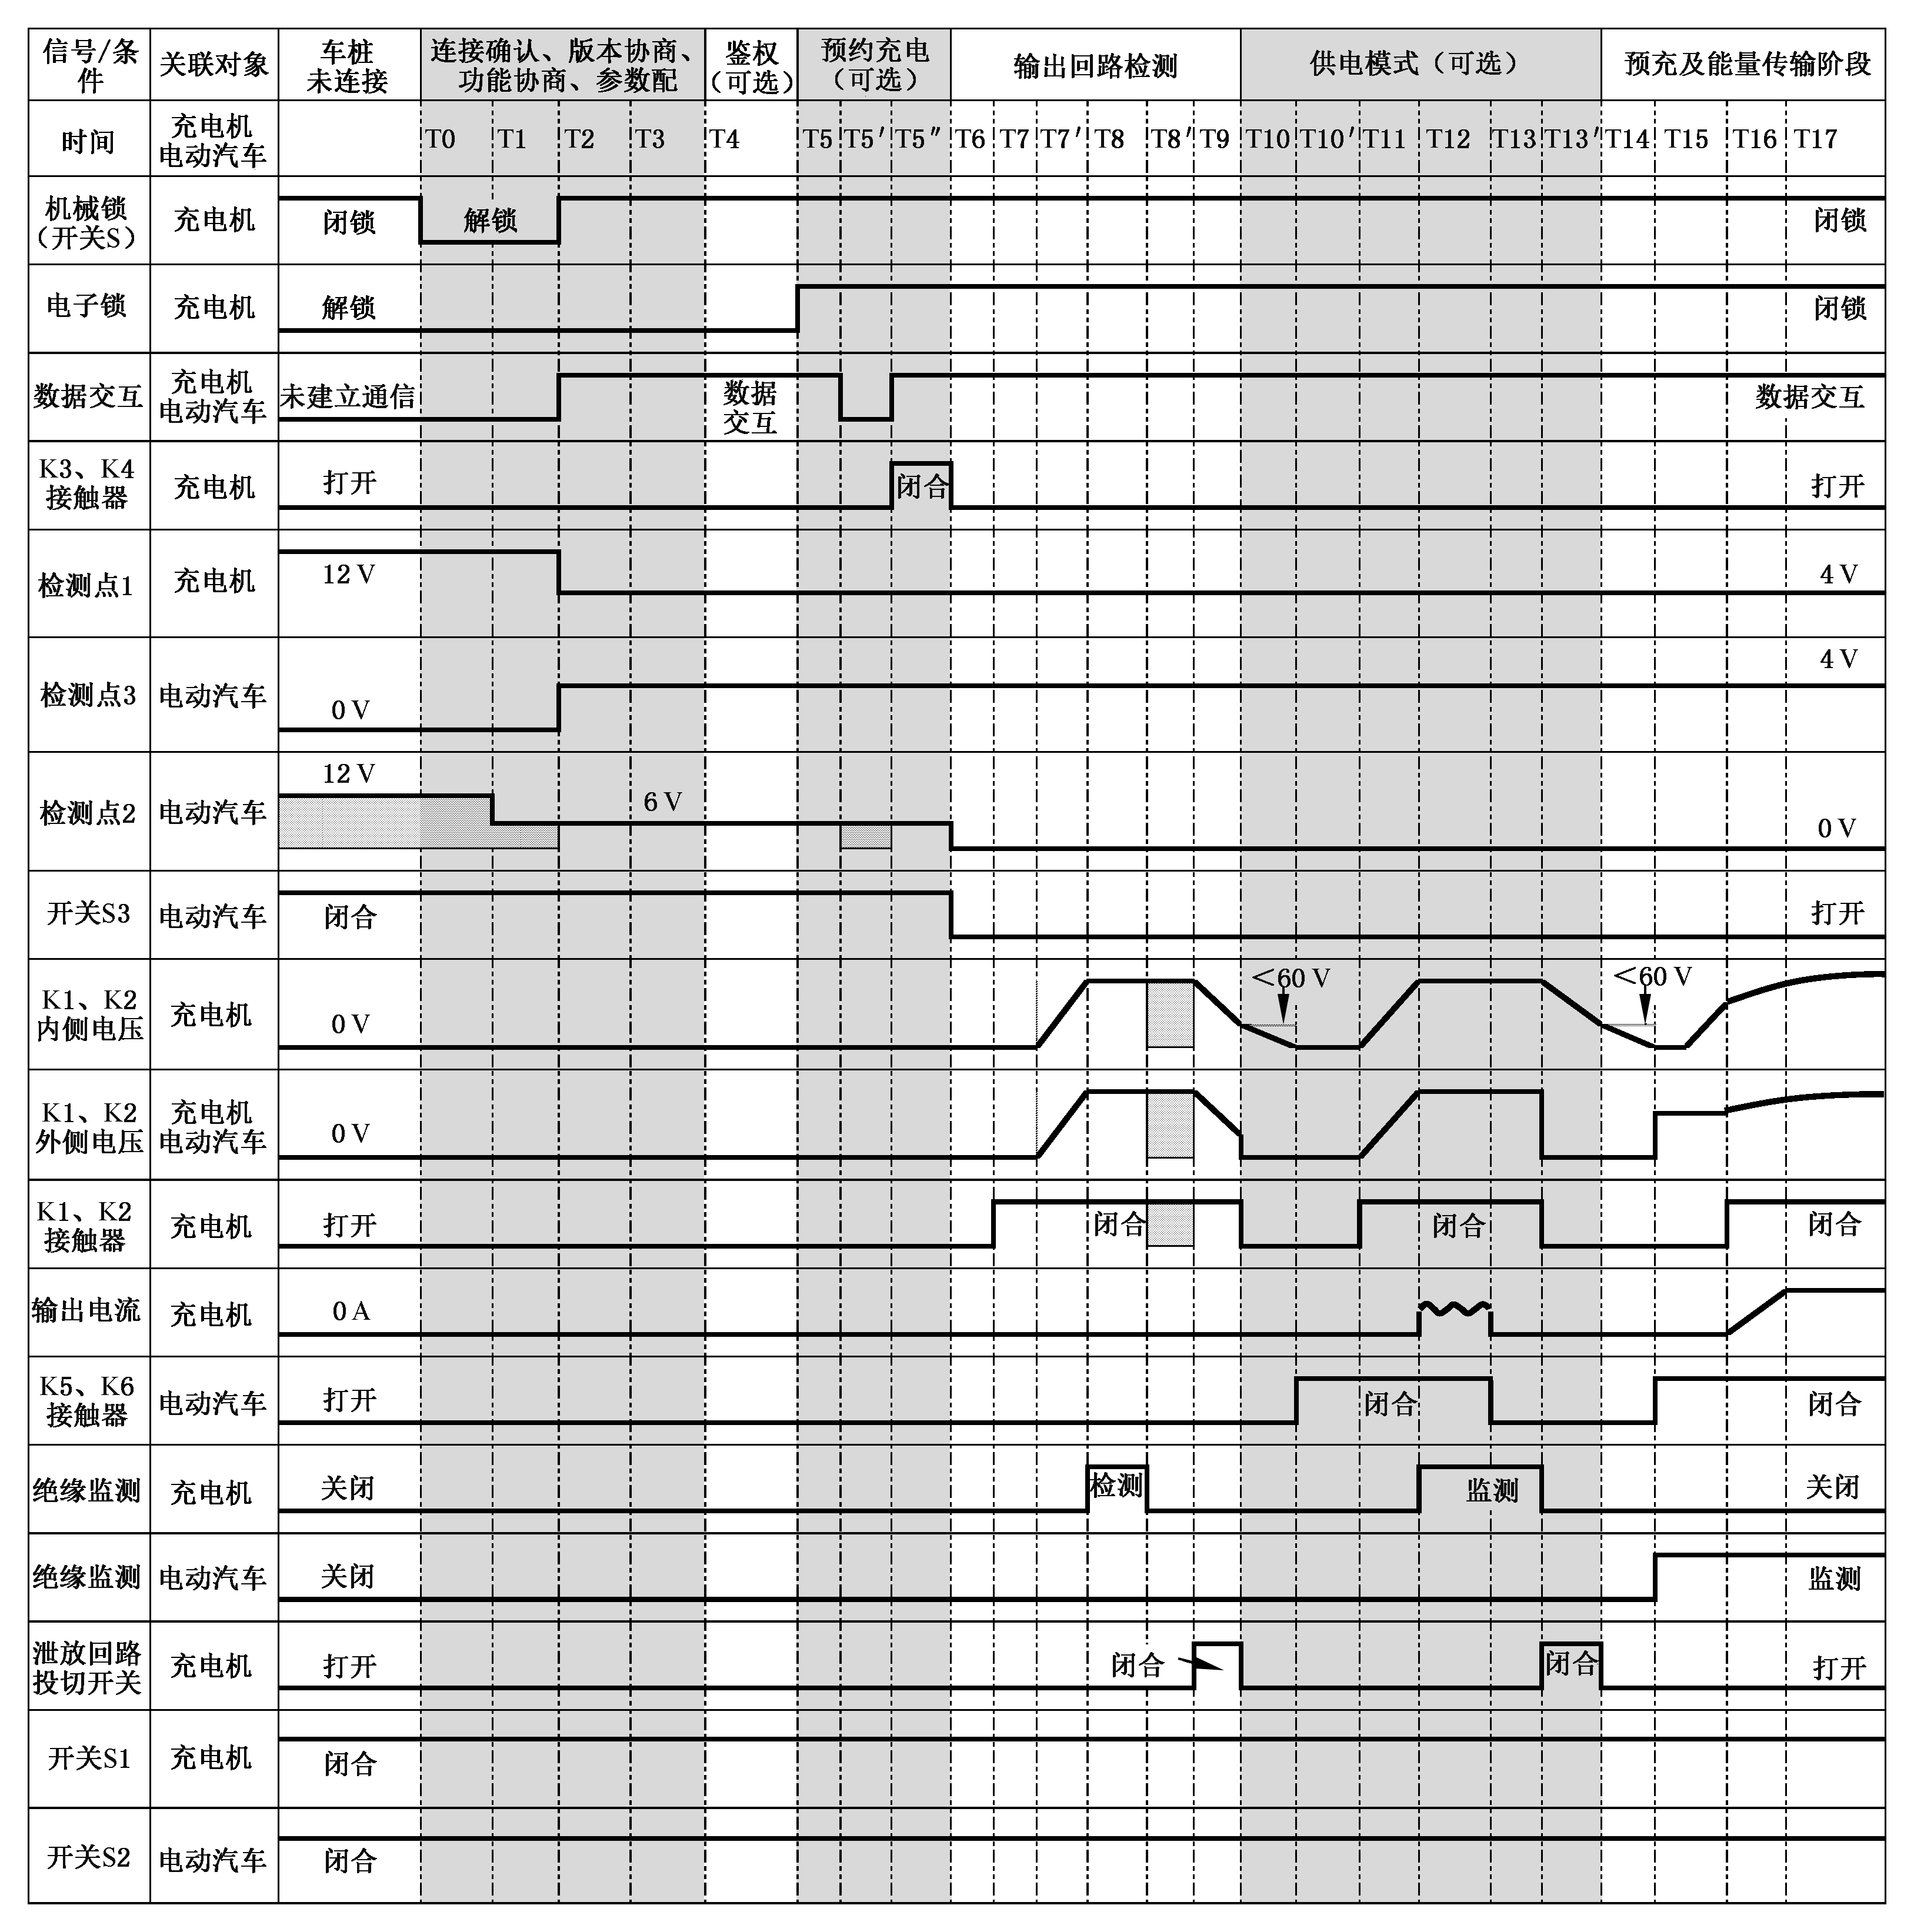 信号/条件 关联对象 车桩未连接 连接确认、版本协商、功能协商、参数配 鉴权(可选) 预约充电(可选) 输出回路检测 供电模式(可选) 预充及能量传输阶段
时间 充电机 电动汽车 T0 T1 T2 T3 T4 T5 T5′ T5″ T6 T7 T7′ T8 T8′ T9 T10 T10′ T11 T12 T13 T13′ T14 T15 T16 T17
机械锁(开关S) 充电机 闭锁 解锁 闭锁
电子锁 充电机 解锁 闭锁
数据交互 充电机 电动汽车 未建立通信 数据交互 数据交互
K3、K4接触器 充电机 打开 闭合 打开
检测点1 充电机 12 V 4 V
检测点3 电动汽车 0 V 4 V
检测点2 电动汽车 12 V 6 V 0 V
开关S3 电动汽车 闭合 打开
K1、K2内侧电压 充电机 0 V <60 V <60 V
K1、K2外侧电压 充电机 电动汽车 0 V
K1、K2接触器 充电机 打开 闭合 闭合 闭合
输出电流 充电机 0 A
K5、K6接触器 电动汽车 打开 闭合 闭合
绝缘监测 充电机 关闭 检测 监测 关闭
绝缘监测 电动汽车 关闭 监测
泄放回路投切开关 充电机 打开 闭合 闭合 打开
开关S1 充电机 闭合
开关S2 电动汽车 闭合